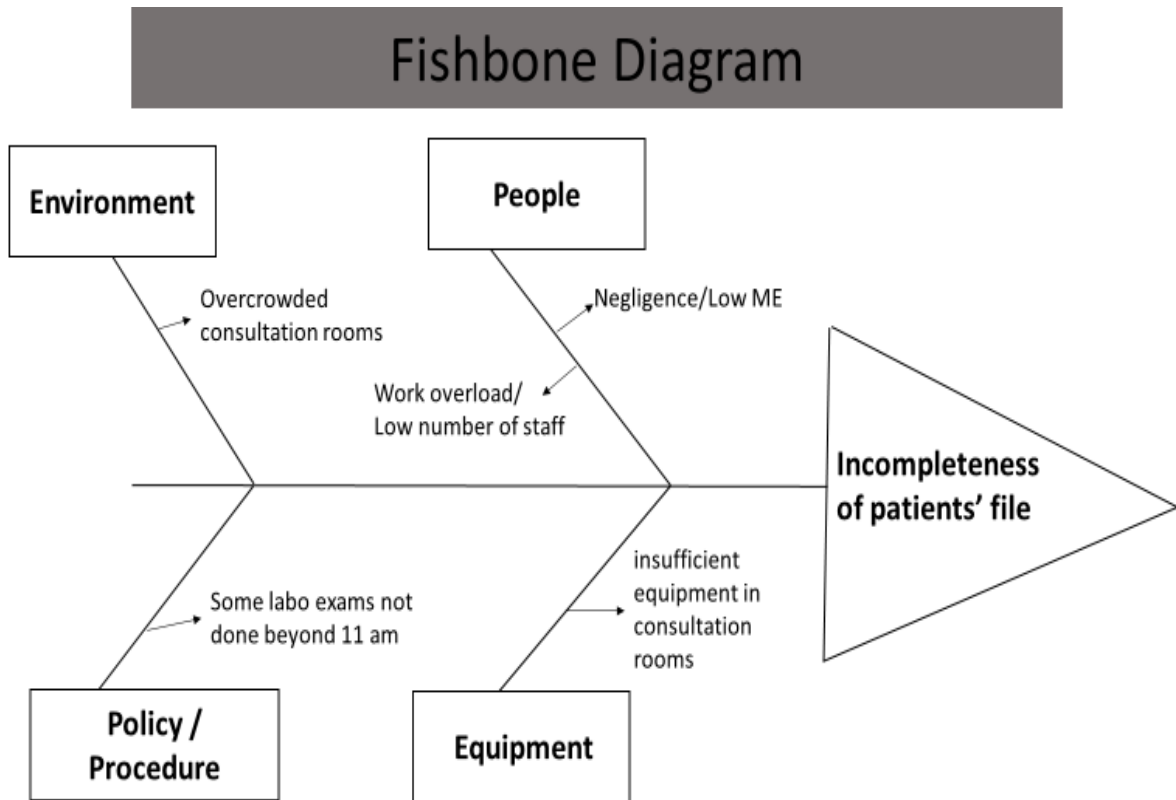 Fishbone Diagram
Environment
People
Overcrowded
consultation rooms
Negligence/Low ME
Work overload/
Low number of staff
Incompleteness
of patients’ file
Some labo exams not
done beyond 11 am
insufficient
equipment in
consultation
rooms
Policy /
Procedure
Equipment